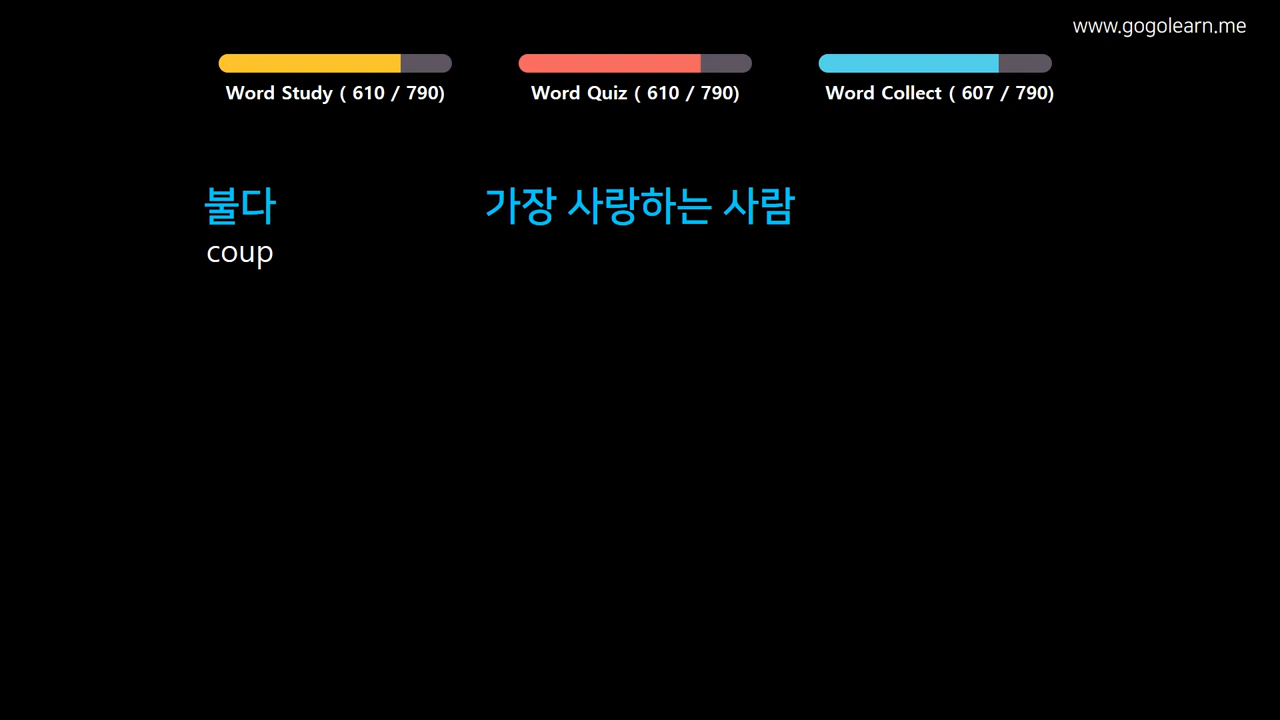 www.gogolearn.me
Word Study ( 610 / 790)
Word Quiz ( 610 / 790)
Word Collect ( 607 / 790)
불다
가장 사랑하는 사람
coup